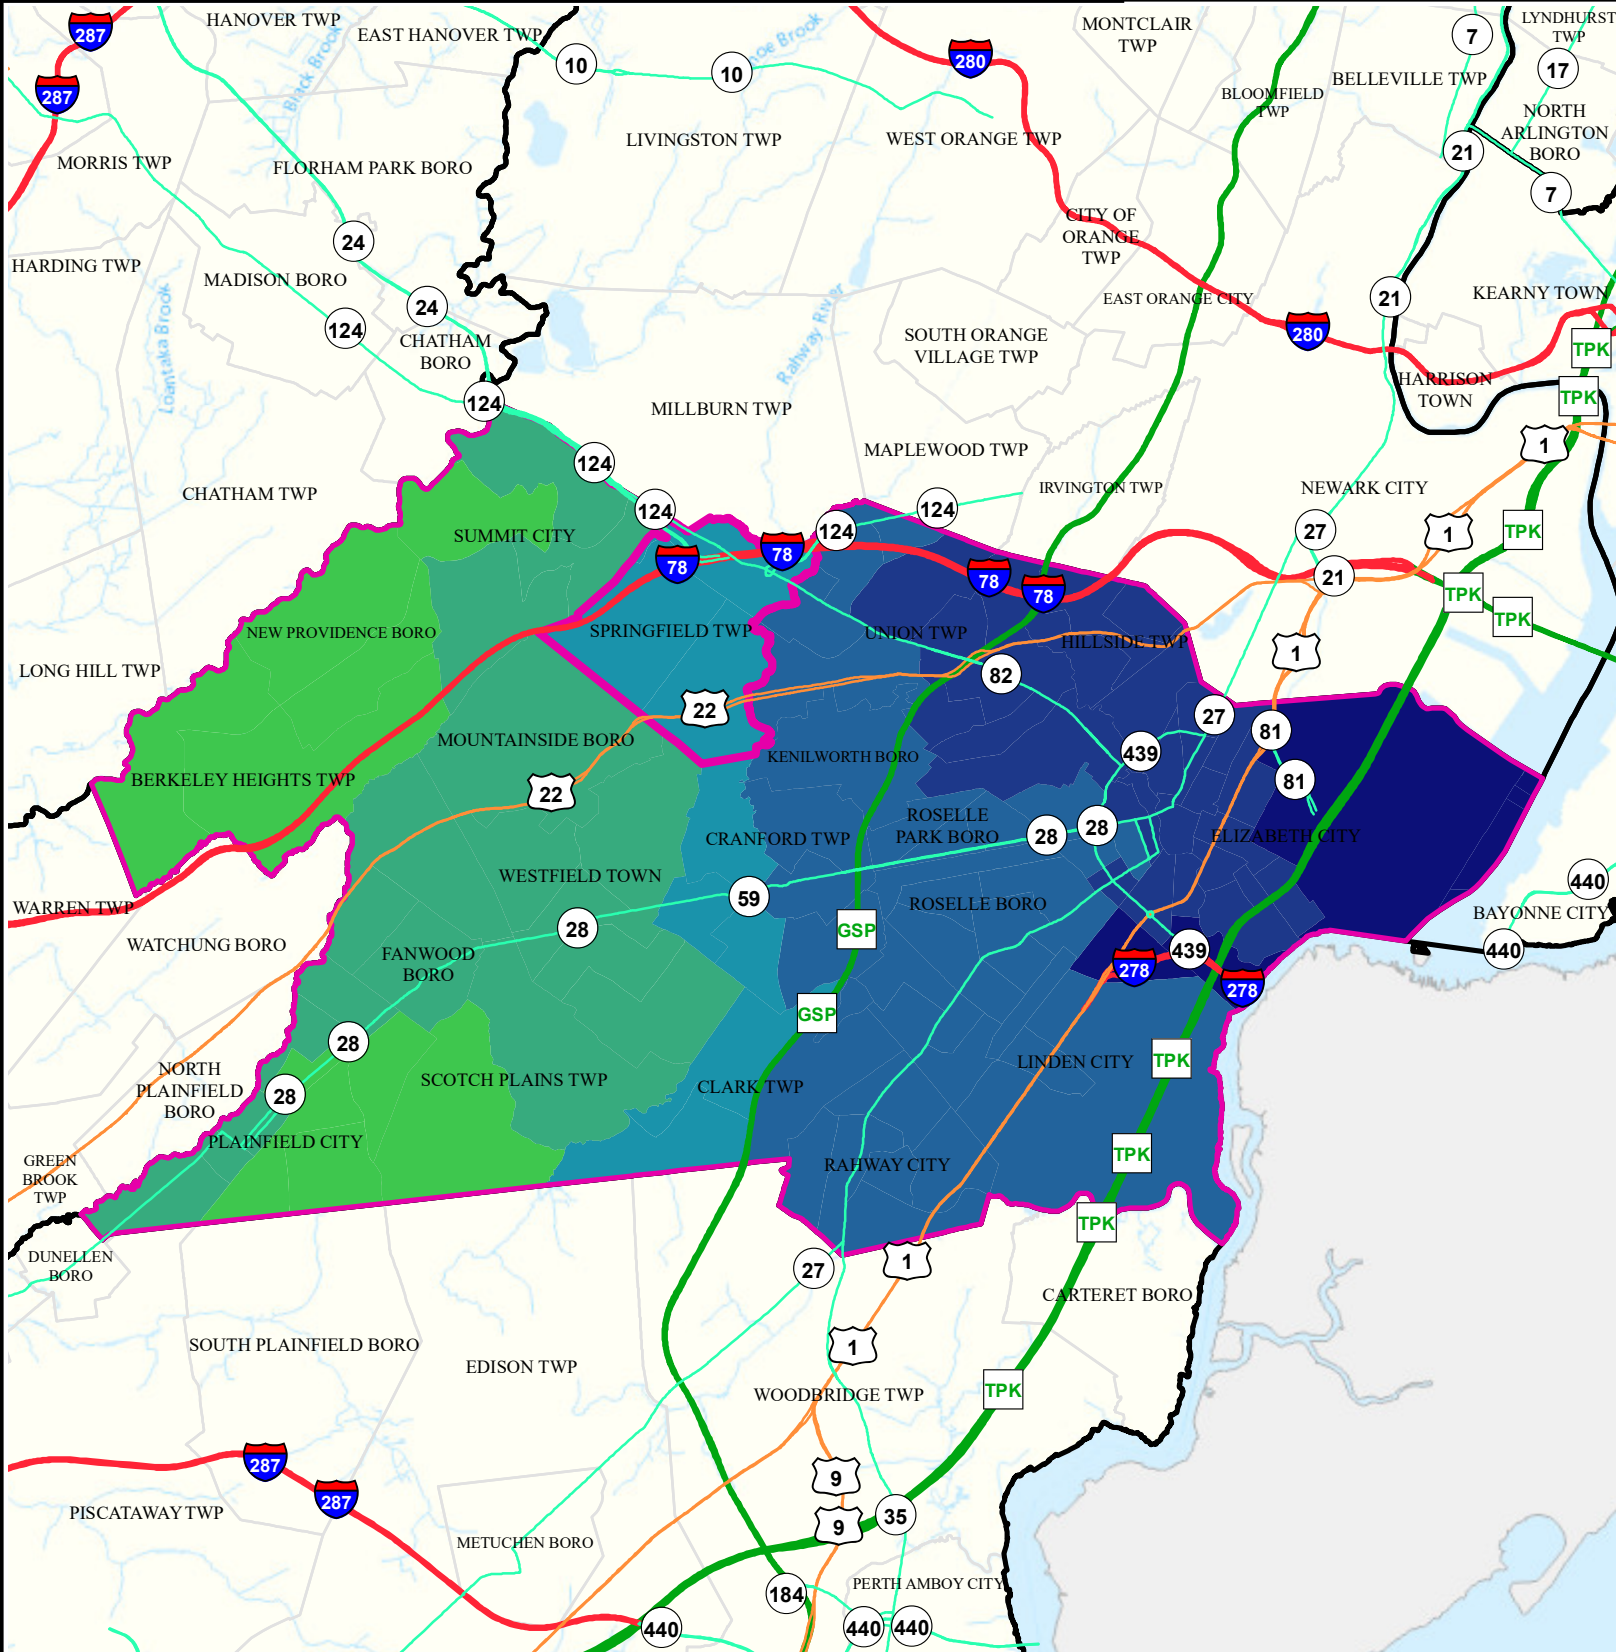 HANOVER TWP
EAST HANOVER TWP
MONTCLAIR
TWP
LYNDHURST
TWP
287
10
10
280
7
17
BELLEVILLE TWP
287
Black Brook
BLOOMFIELD
TWP
NORTH
ARLINGTON
BORO
MORRIS TWP
FLORHAM PARK BORO
LIVINGSTON TWP
WEST ORANGE TWP
21
7
24
CITY OF
ORANGE
TWP
HARDING TWP
MADISON BORO
24
124
Loantaka Brook
CHATHAM
BORO
Rahway River
EAST ORANGE CITY
21
KEARNY TOWN
280
SOUTH ORANGE
VILLAGE TWP
TPK
HARRISON
TOWN
TPK
124
MILLBURN TWP
MAPLEWOOD TWP
1
124
CHATHAM TWP
IRVINGTON TWP
NEWARK CITY
124
124
124
27
1
TPK
SUMMIT CITY
78
78
78
78
21
TPK
TPK
NEW PROVIDENCE BORO
SPRINGFIELD TWP
UNION TWP
HILLSIDE TWP
1
LONG HILL TWP
82
22
27
81
MOUNTAINSIDE BORO
KENILWORTH BORO
439
BERKELEY HEIGHTS TWP
22
81
CRANFORD TWP
ROSELLE
PARK BORO
28
28
ELIZABETH CITY
WESTFIELD TOWN
59
28
ROSELLE BORO
440
BAYONNE CITY
440
WARREN TWP
WATCHUNG BORO
FANWOOD
BORO
GSP
439
278
278
GSP
28
LINDEN CITY
TPK
NORTH
PLAINFIELD
BORO
28
SCOTCH PLAINS TWP
CLARK TWP
PLAINFIELD CITY
TPK
RAHWAY CITY
GREEN
BROOK
TWP
TPK
DUNELLEN
BORO
27
1
CARTERET BORO
SOUTH PLAINFIELD BORO
EDISON TWP
1
WOODBRIDGE TWP
TPK
287
287
9
PISCATAWAY TWP
9
35
METUCHEN BORO
184
PERTH AMBOY CITY
440
440
440